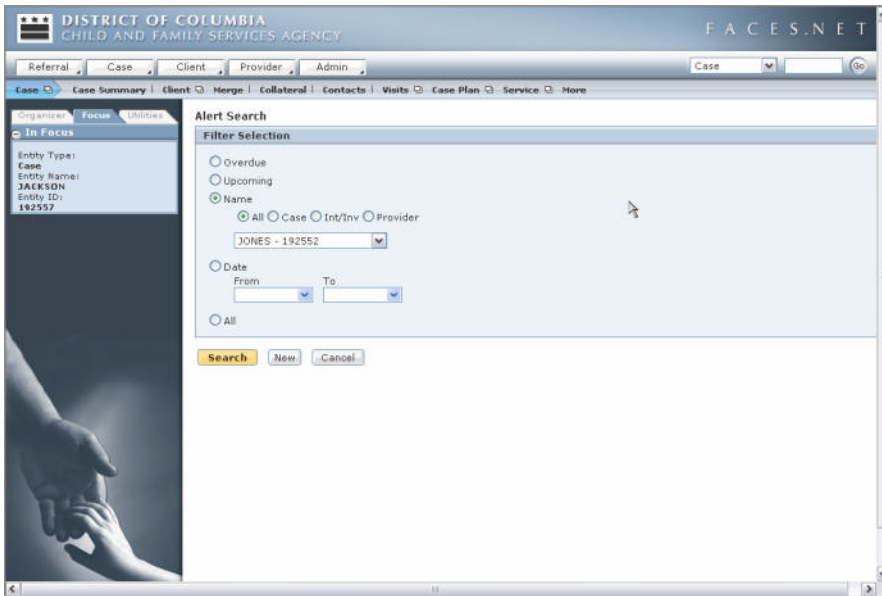 DISTRICT OF COLUMBIA
CHILD AND FAMILY SERVICES AGENCY
FACES.NET
Referral Case Client Provider Admin Case Go
Case Case Summary | Client Merge | Collateral | Contacts | Visits Case Plan Service More
Organizer Focus Utilities
In Focus
Entity Type:
Case
Entity Name:
JACKSON
Entity ID:
192557
Alert Search
Filter Selection
Overdue
Upcoming
Name
All Case Int/Inv Provider
JONES - 192552
Date
From To
All
Search New Cancel